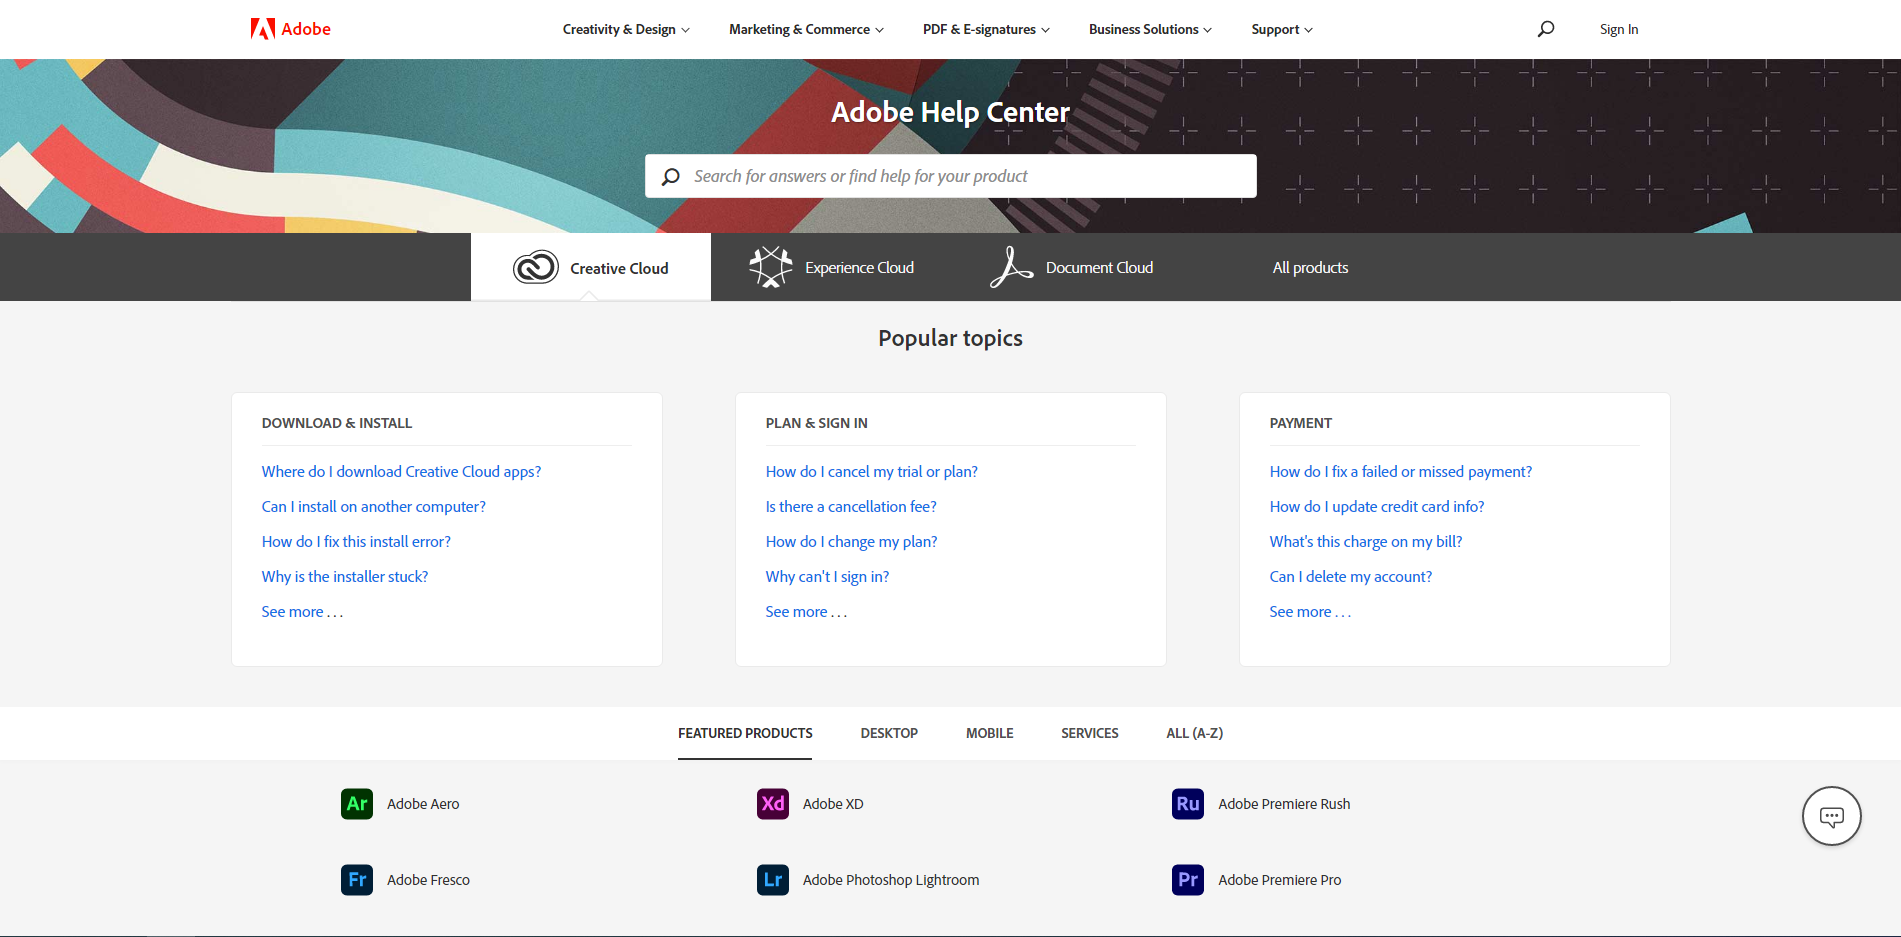 Adobe
Creativity & Design
Marketing & Commerce
PDF & E-signatures
Business Solutions
Support
Sign In
Adobe Help Center
Search for answers or find help for your product
Creative Cloud
Experience Cloud
Document Cloud
All products
Popular topics
DOWNLOAD & INSTALL
Where do I download Creative Cloud apps?
Can I install on another computer?
How do I fix this install error?
Why is the installer stuck?
See more . . .
PLAN & SIGN IN
How do I cancel my trial or plan?
Is there a cancellation fee?
How do I change my plan?
Why can't I sign in?
See more . . .
PAYMENT
How do I fix a failed or missed payment?
How do I update credit card info?
What's this charge on my bill?
Can I delete my account?
See more . . .
FEATURED PRODUCTS
DESKTOP
MOBILE
SERVICES
ALL (A-Z)
Ar Adobe Aero
Xd Adobe XD
Ru Adobe Premiere Rush
Fr Adobe Fresco
Lr Adobe Photoshop Lightroom
Pr Adobe Premiere Pro